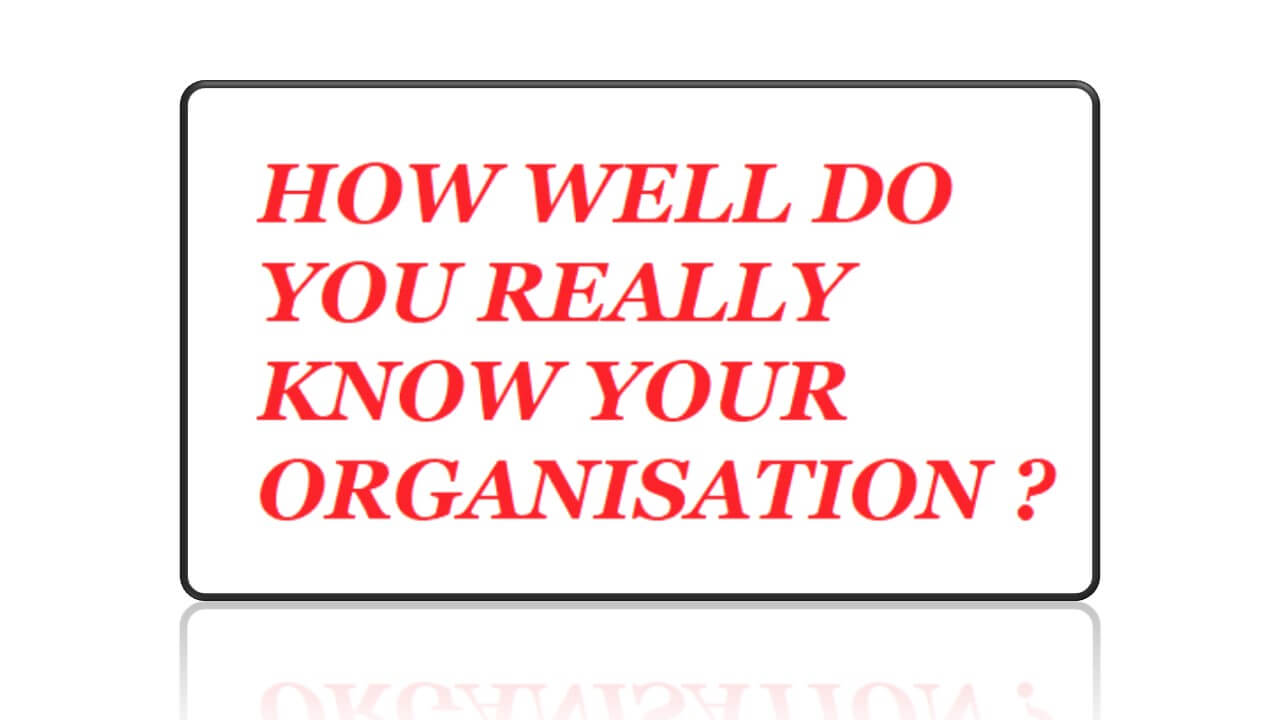 HOW WELL DO
YOU REALLY
KNOW YOUR
ORGANISATION ?